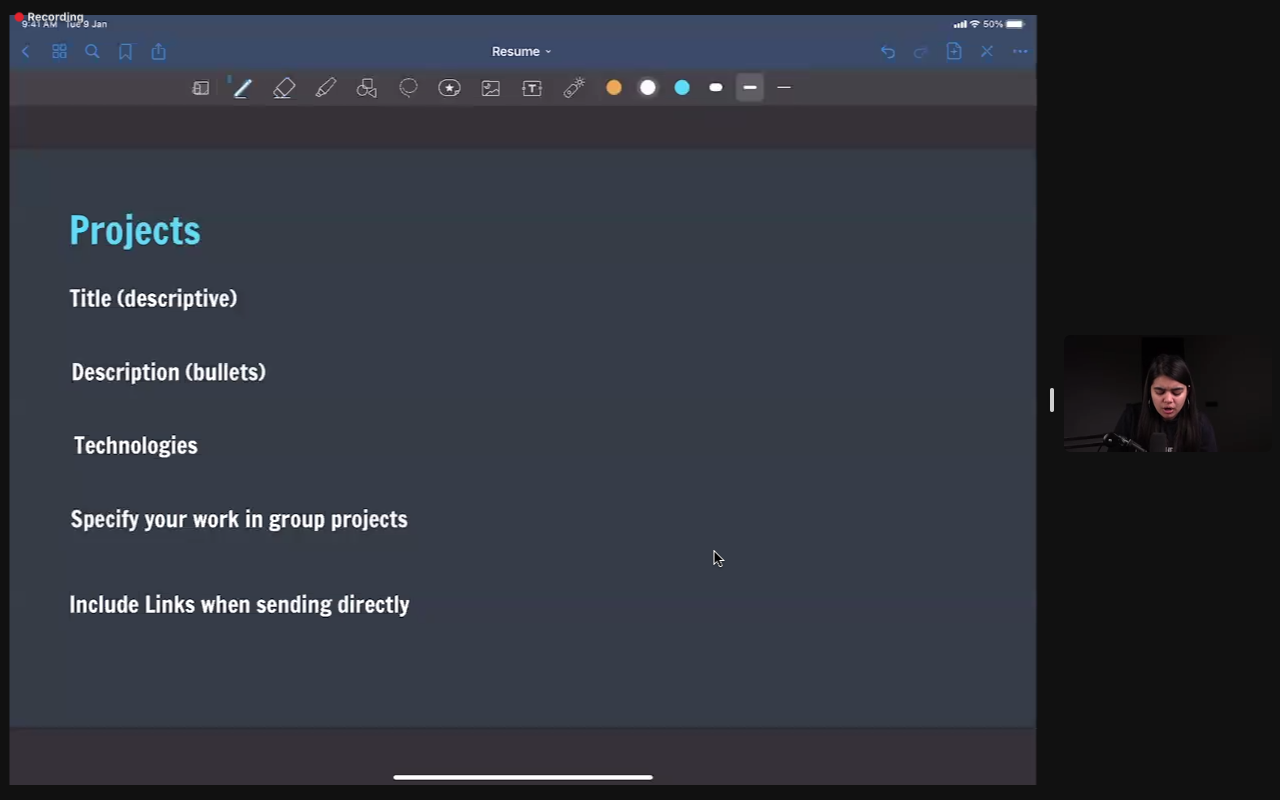 Recording
9:41 AM Tue 9 Jan
50%
Resume
T
Projects
Title (descriptive)
Description (bullets)
Technologies
Specify your work in group projects
Include Links when sending directly